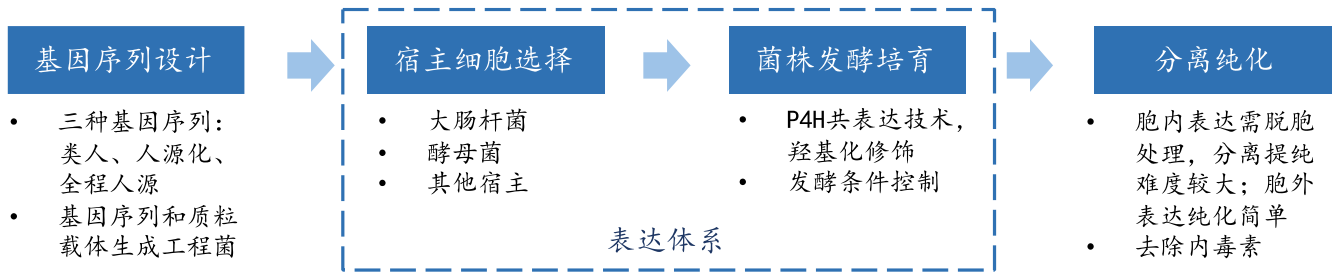 基因序列设计
• 三种基因序列：
类人、人源化、
全程人源
• 基因序列和质粒
载体生成工程菌
宿主细胞选择
• 大肠杆菌
• 酵母菌
• 其他宿主
菌株发酵培育
• P4H共表达技术，
羟基化修饰
• 发酵条件控制
表达体系
分离纯化
• 胞内表达需脱胞
处理，分离提纯
难度较大；胞外
表达纯化简单
• 去除内毒素